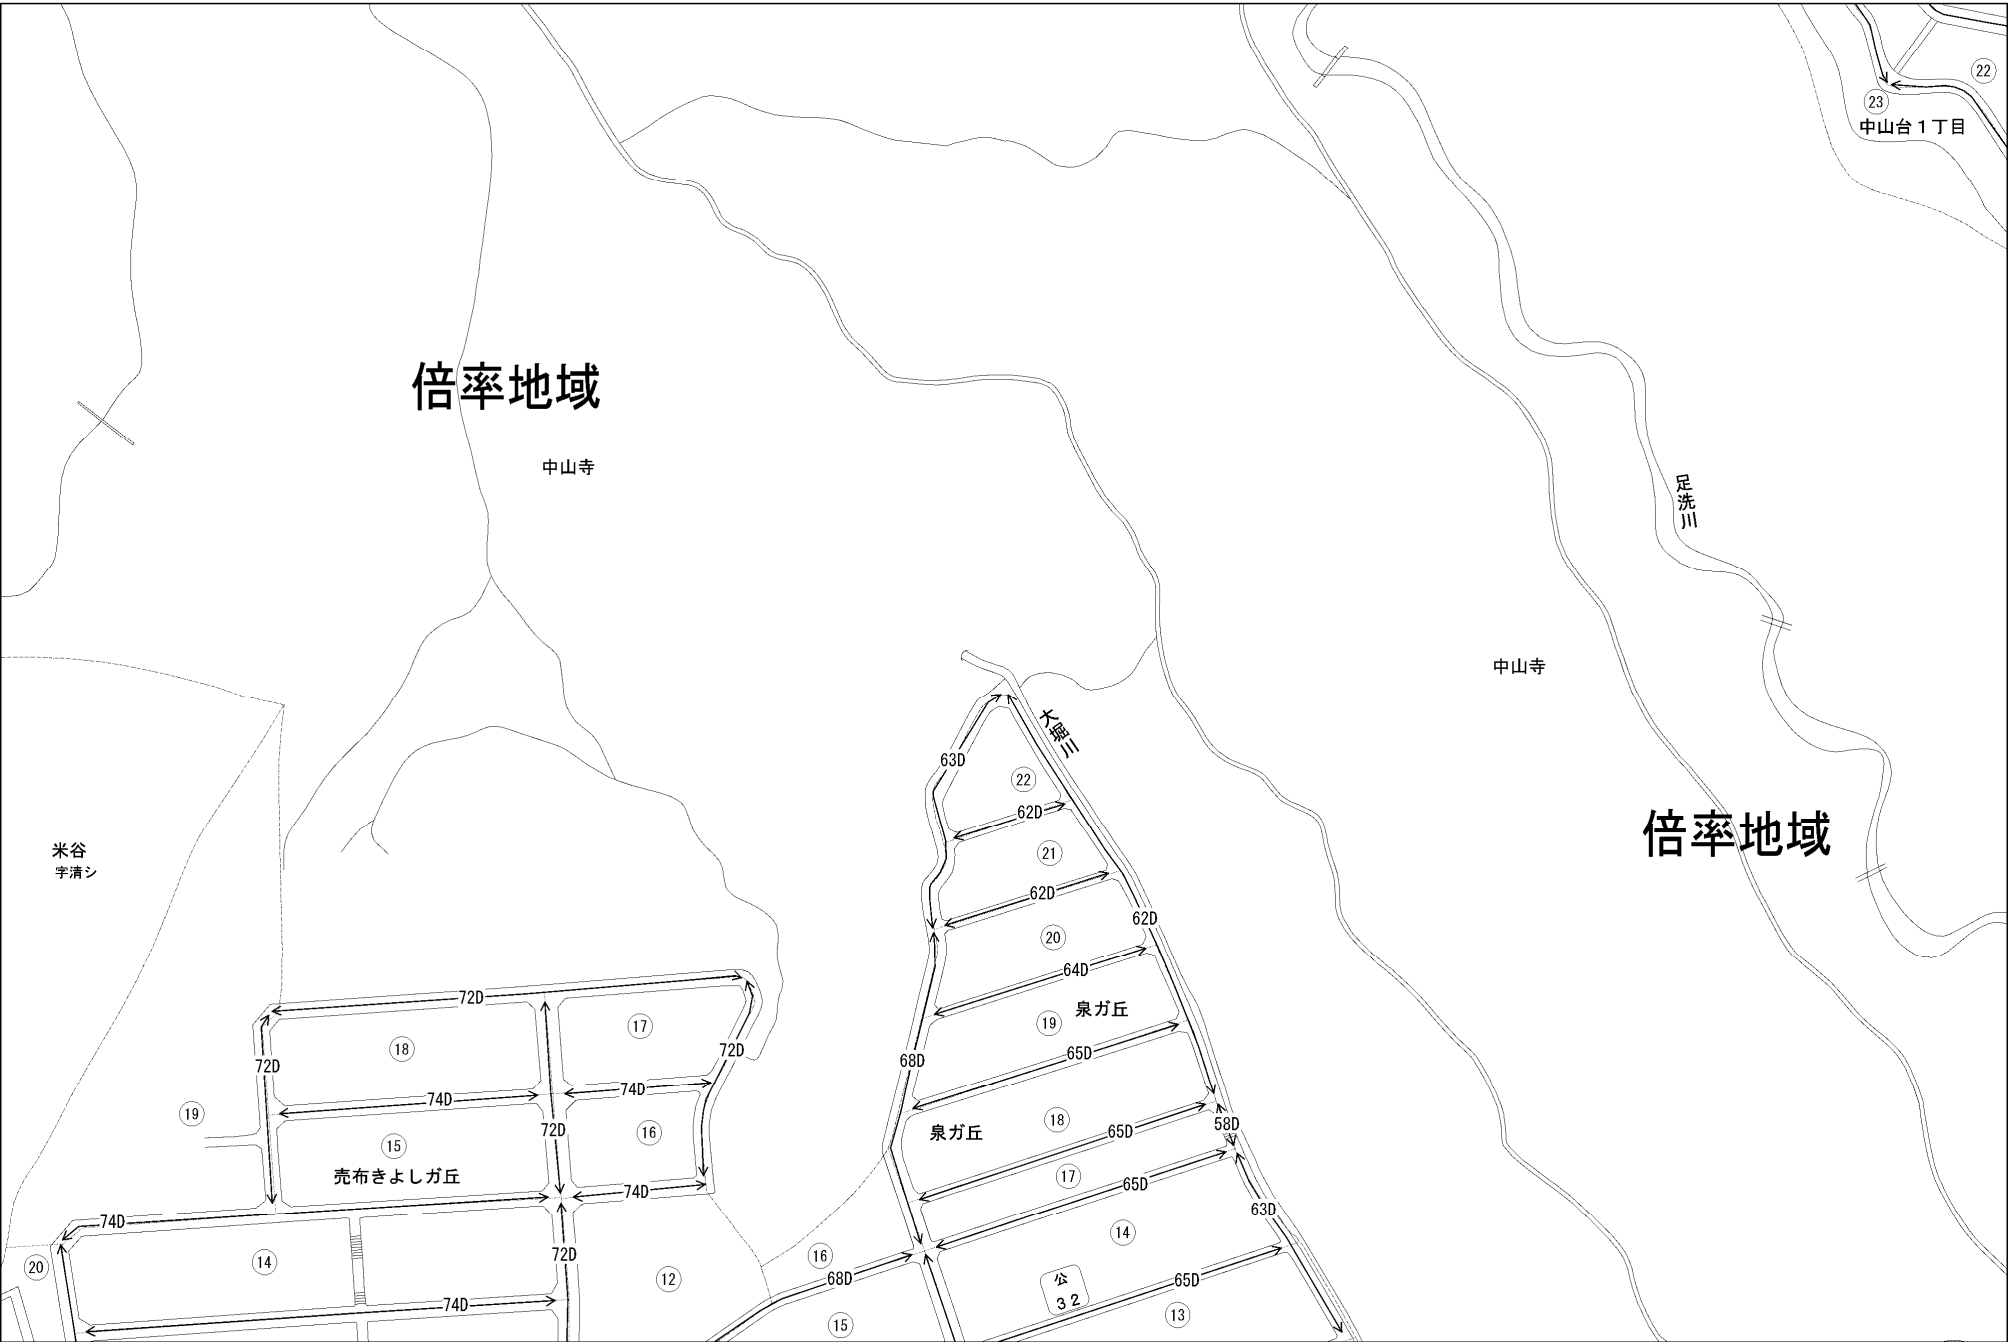 22
23
中山台１丁目
倍率地域
中山寺
足洗川
中山寺
大堀川
63D
22
62D
倍率地域
米谷
字清シ
21
62D
62D
20
64D
72D
泉ガ丘
17
19
18
72D
65D
68D
72D
74D
74D
19
18
58D
72D
65D
泉ガ丘
16
15
売布きよしガ丘
17
65D
74D
63D
74D
14
72D
16
14
20
12
68D
公
３２
65D
74D
13
15